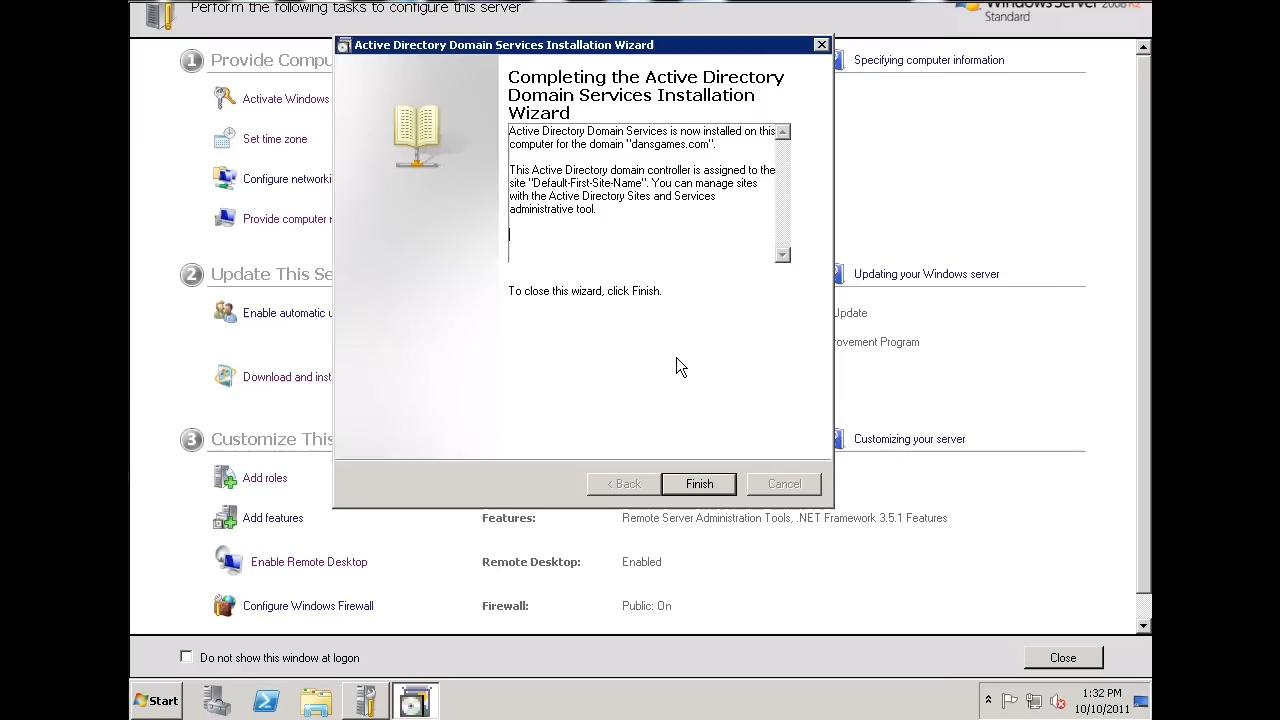 Perform the following tasks to configure this server
Windows Server 2008 R2
Standard
Active Directory Domain Services Installation Wizard
1 Provide Compu
Specifying computer information
Activate Windows
Set time zone
Configure networki
Provide computer n
Completing the Active Directory
Domain Services Installation
Wizard
Active Directory Domain Services is now installed on this
computer for the domain "dansgames.com".
This Active Directory domain controller is assigned to the
site "Default-First-Site-Name". You can manage sites
with the Active Directory Sites and Services
administrative tool.
To close this wizard, click Finish.
< Back
Finish
Cancel
2 Update This Se
Updating your Windows server
Enable automatic u
Update
rovement Program
Download and inst
3 Customize This
Customizing your server
Add roles
Add features
Features:
Remote Server Administration Tools, .NET Framework 3.5.1 Features
Enable Remote Desktop
Remote Desktop:
Enabled
Configure Windows Firewall
Firewall:
Public: On
Do not show this window at logon
Close
Start
1:32 PM
10/10/2011